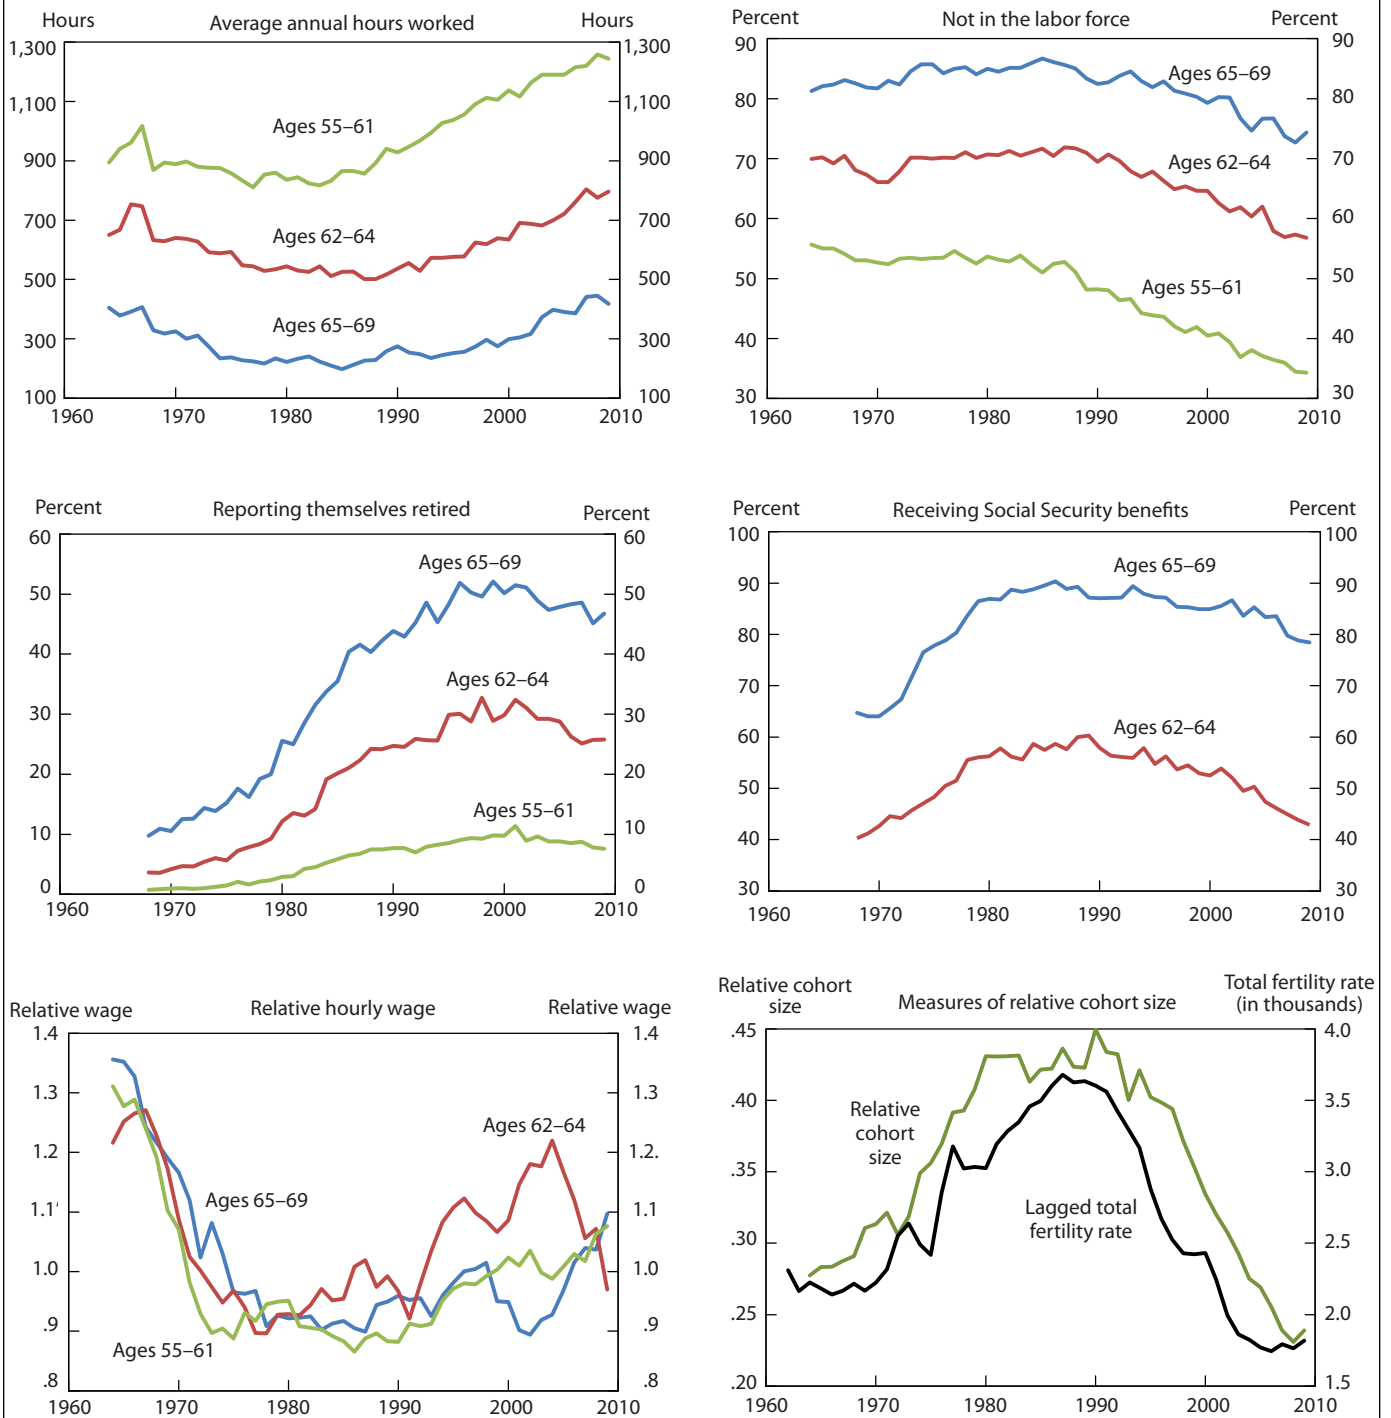 Hours Average annual hours worked Hours
1,300 1,300
1,100 1,100
Ages 55–61
900 900
700 700
Ages 62–64
500 500
Ages 65–69
300 300
100 100
1960 1970 1980 1990 2000 2010
Percent Not in the labor force Percent
90 90
Ages 65–69
80 80
70 70
Ages 62–64
60 60
50 50
Ages 55–61
40 40
30 30
1960 1970 1980 1990 2000 2010
Percent Reporting themselves retired Percent
60 60
Ages 65–69
50 50
40 40
Ages 62–64
30 30
20 20
Ages 55–61
10 10
0 0
1960 1970 1980 1990 2000 2010
Percent Receiving Social Security benefits Percent
100 100
Ages 65–69
90 90
80 80
70 70
Ages 62–64
60 60
50 50
40 40
30 30
1960 1970 1980 1990 2000 2010
Relative wage Relative hourly wage Relative wage
1.4 1.4
1.3 1.3
Ages 62–64
1.2 1.2.
Ages 65–69
1.1' 1.1
1.0 1.0
.9 .9
Ages 55–61
.8 .8
1960 1970 1980 1990 2000 2010
Relative cohort
size
Measures of relative cohort size
Total fertility rate
(in thousands)
.45 4.0
.40 3.5
Relative
cohort
size
.35 3.0
Lagged total
fertility rate
.30 2.5
.25 2.0
.20 1.5
1960 1970 1980 1990 2000 2010